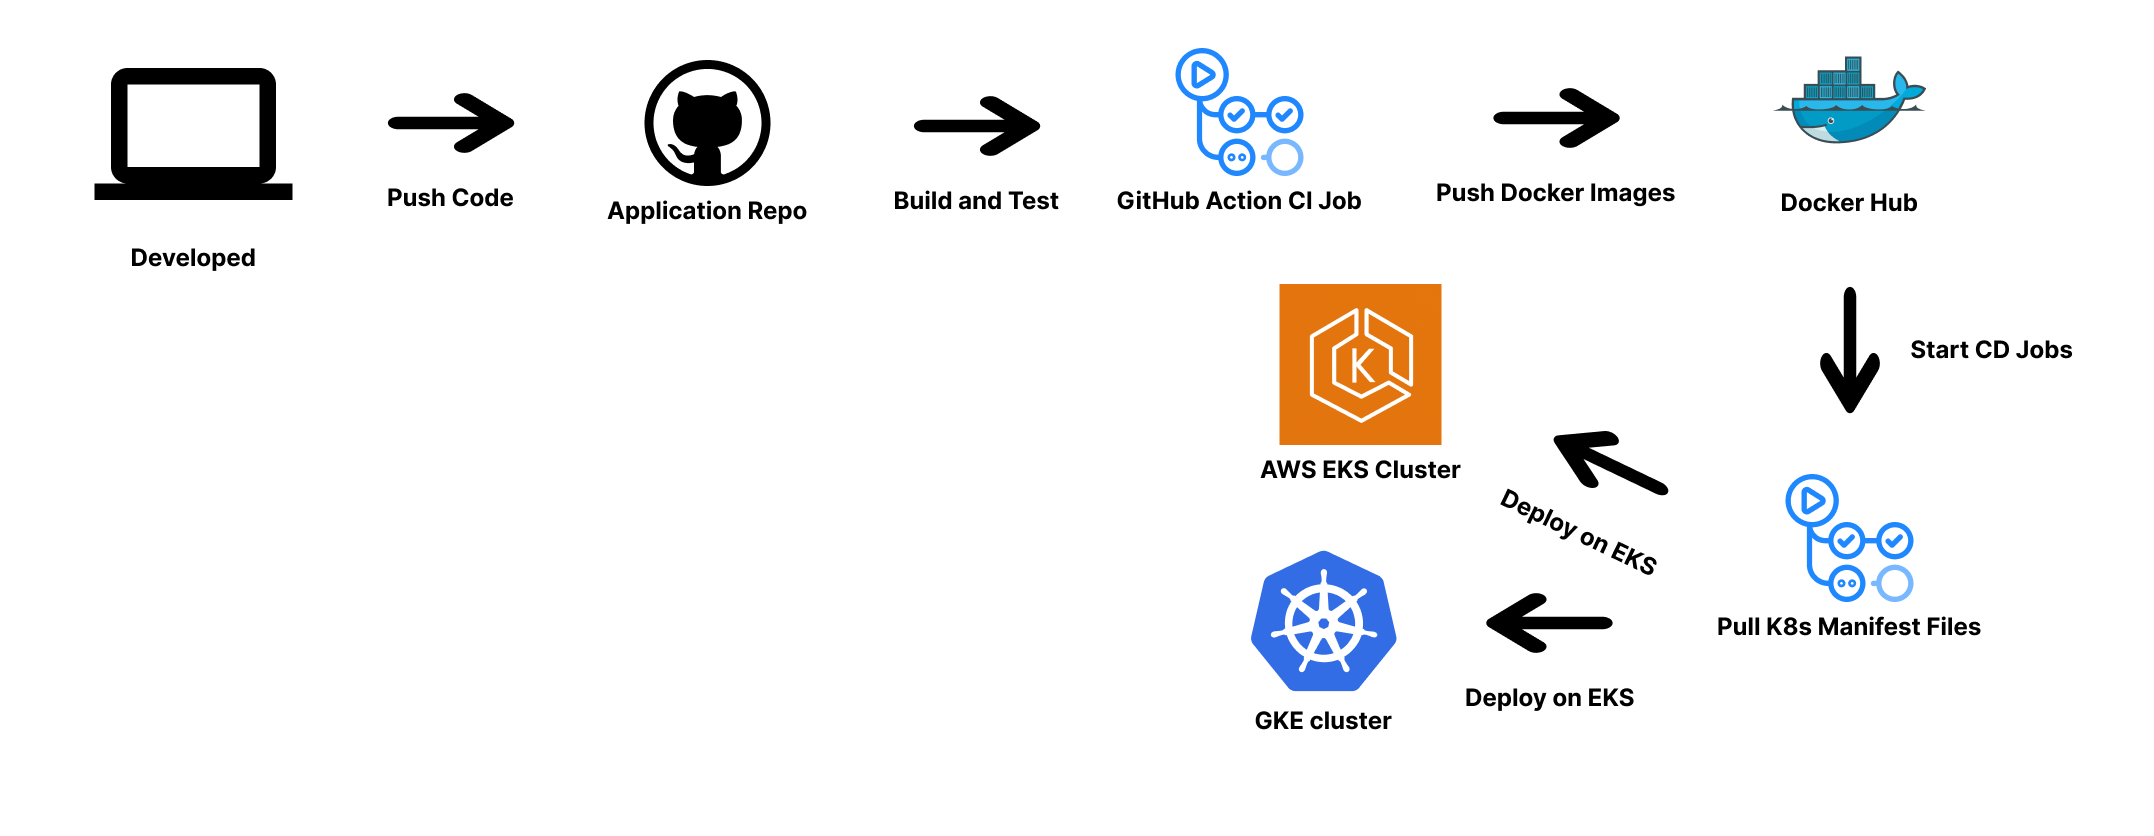 Developed
Push Code
Application Repo
Build and Test
GitHub Action CI Job
Push Docker Images
Docker Hub
Start CD Jobs
Pull K8s Manifest Files
Deploy on EKS
K
AWS EKS Cluster
Deploy on EKS
GKE cluster